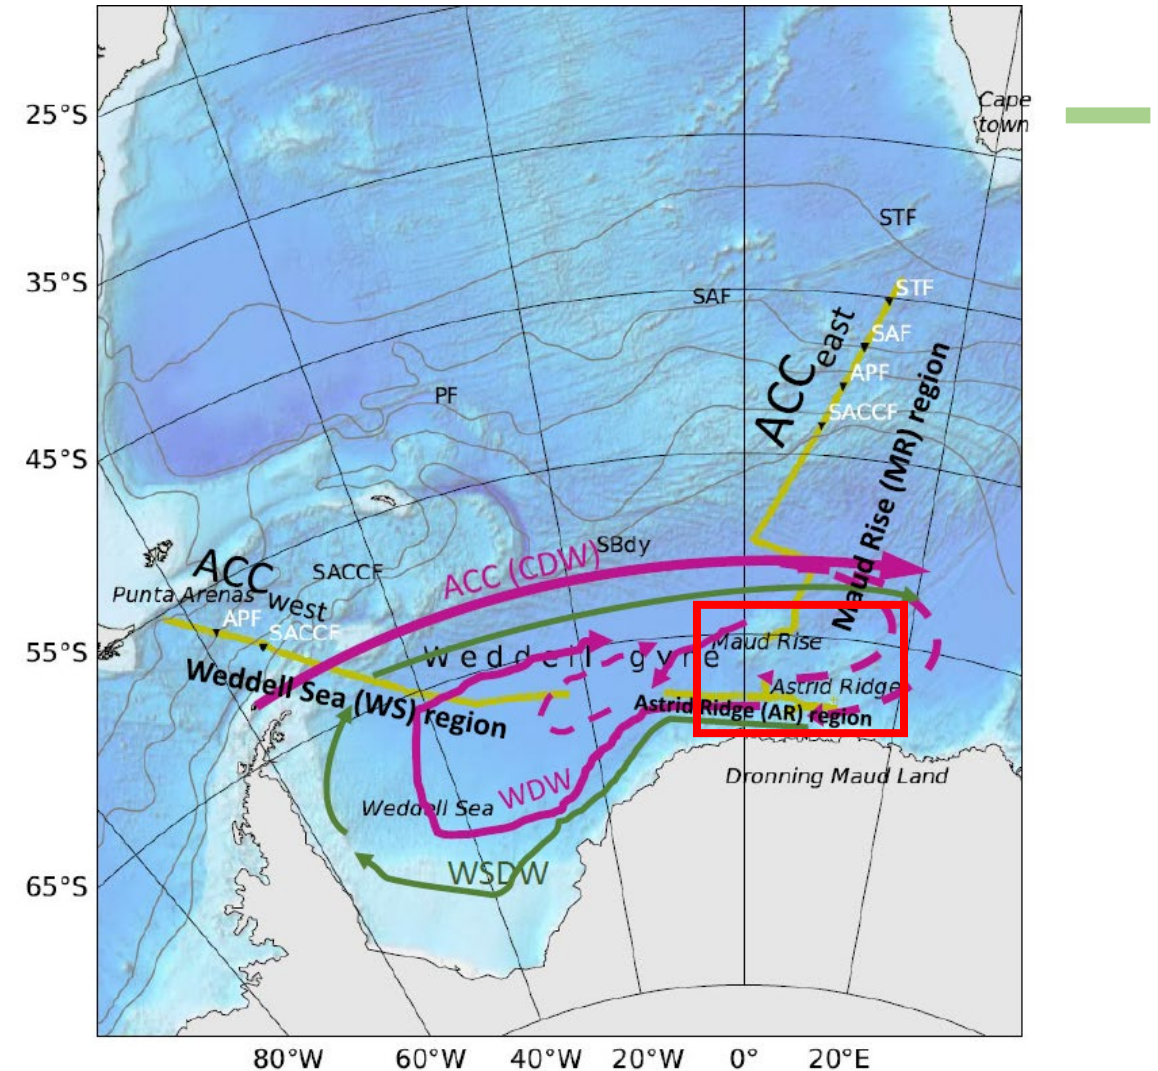 25°S
Cape
town
STF
35°S
SAF
STF
SAF
APF
SACCF
ACCeast
Maud Rise (MR) region
PF
45°S
SBdy
ACC (CDW)
SACCF
ACCwest
Punta Arenas
APF
SACCF
55°S
Weddell gyre
Maud Rise
Weddell Sea (WS) region
Astrid Ridge
Astrid Ridge (AR) region
Dronning Maud Land
WDW
Weddell Sea
WSDW
65°S
80°W 60°W 40°W 20°W 0° 20°E